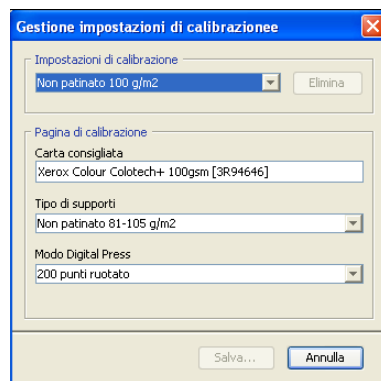 Gestione impostazioni di calibrazionee
Impostazioni di calibrazione
Non patinato 100 g/m2
Elimina
Pagina di calibrazione
Carta consigliata
Xerox Colour Colotech+ 100gsm [3R94646]
Tipo di supporti
Non patinato 81-105 g/m2
Modo Digital Press
200 punti ruotato
Salva...
Annulla